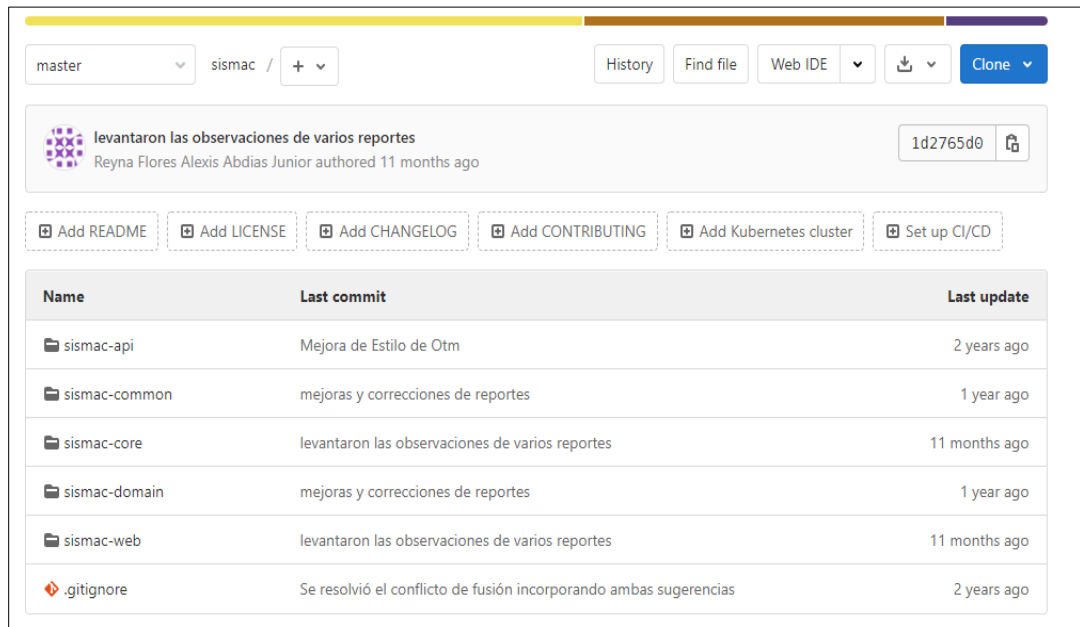 master sismac / + History Find file Web IDE Clone
levantaron las observaciones de varios reportes
Reyna Flores Alexis Abdias Junior authored 11 months ago
1d2765d0
Add README Add LICENSE Add CHANGELOG Add CONTRIBUTING Add Kubernetes cluster Set up CI/CD
Name Last commit Last update
sismac-api Mejora de Estilo de Otm 2 years ago
sismac-common mejoras y correcciones de reportes 1 year ago
sismac-core levantaron las observaciones de varios reportes 11 months ago
sismac-domain mejoras y correcciones de reportes 1 year ago
sismac-web levantaron las observaciones de varios reportes 11 months ago
.gitignore Se resolvió el conflicto de fusión incorporando ambas sugerencias 2 years ago